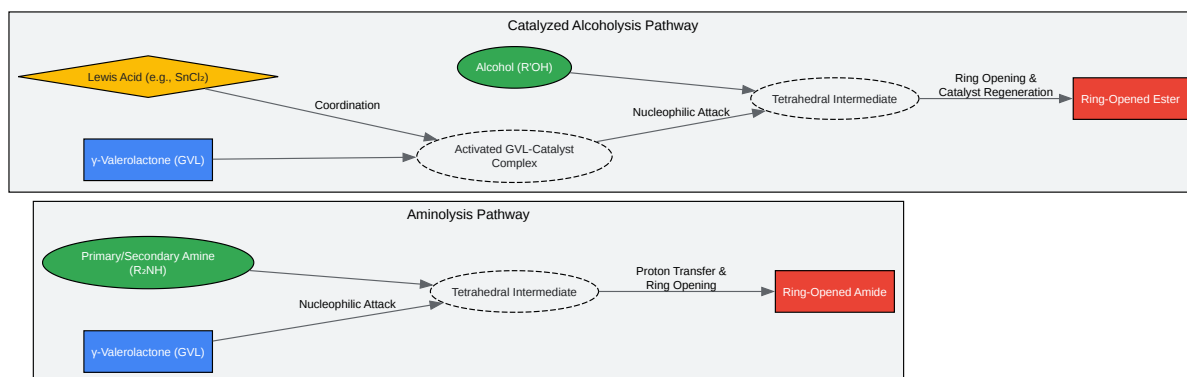 Catalyzed Alcoholysis Pathway
Lewis Acid (e.g., SnCl₂)
Alcohol (R'OH)
Coordination
γ-Valerolactone (GVL)
Activated GVL-Catalyst
Complex
Nucleophilic Attack
Tetrahedral Intermediate
Ring Opening &
Catalyst Regeneration
Ring-Opened Ester
Aminolysis Pathway
Primary/Secondary Amine
(R₂NH)
Nucleophilic Attack
γ-Valerolactone (GVL)
Tetrahedral Intermediate
Proton Transfer &
Ring Opening
Ring-Opened Amide